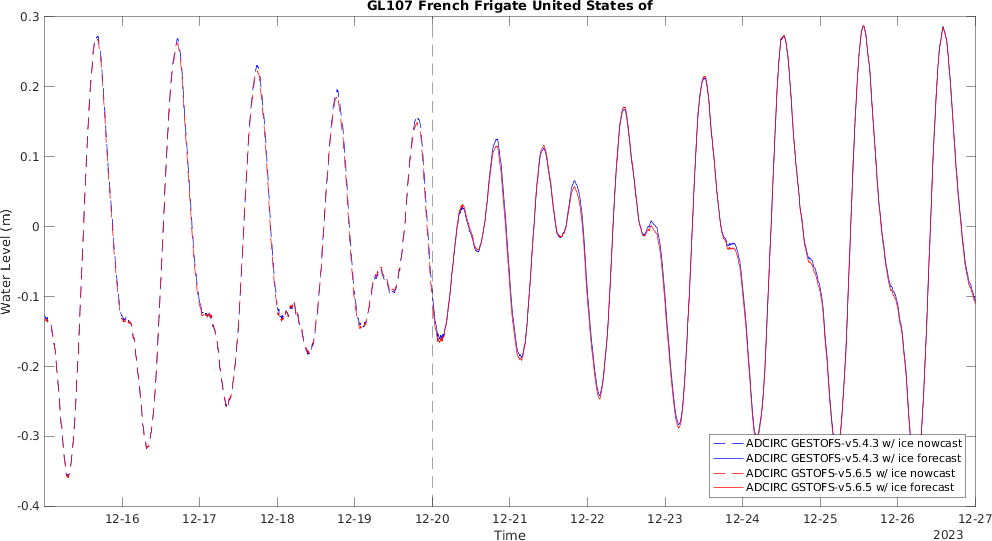 GL107 French Frigate United States of
0.3
0.2
0.1
0
-0.1
-0.2
-0.3
-0.4
Water Level (m)
ADCIRC GESTOFS-v5.4.3 w/ ice nowcast
ADCIRC GESTOFS-v5.4.3 w/ ice forecast
ADCIRC GSTOFS-v5.6.5 w/ ice nowcast
ADCIRC GSTOFS-v5.6.5 w/ ice forecast
12-16 12-17 12-18 12-19 12-20 12-21 12-22 12-23 12-24 12-25 12-26 12-27
Time
2023